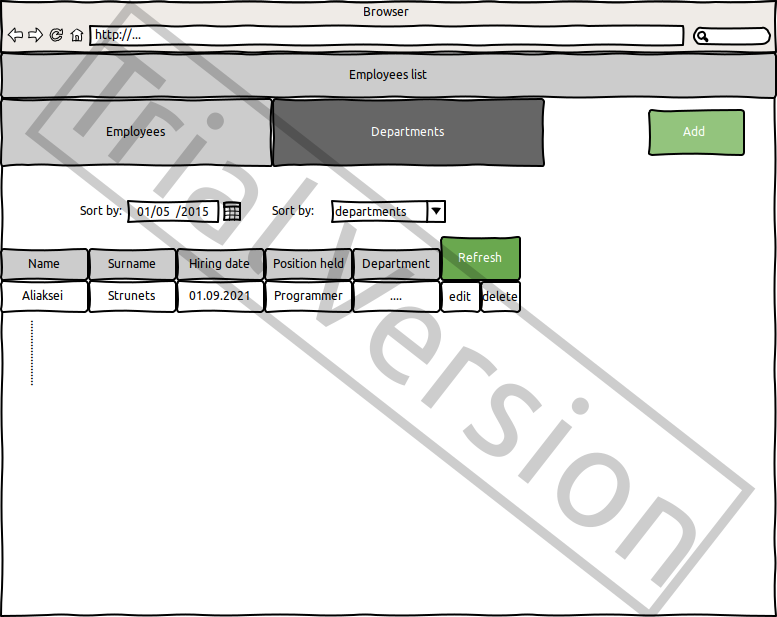 Browser
http://...
Employees list
Employees Departments Add
Sort by: 01/05 /2015 Sort by: departments
Refresh
Name Surname Hiring date Position held Department
Aliaksei Strunets 01.09.2021 Programmer .... edit delete
Trial Version